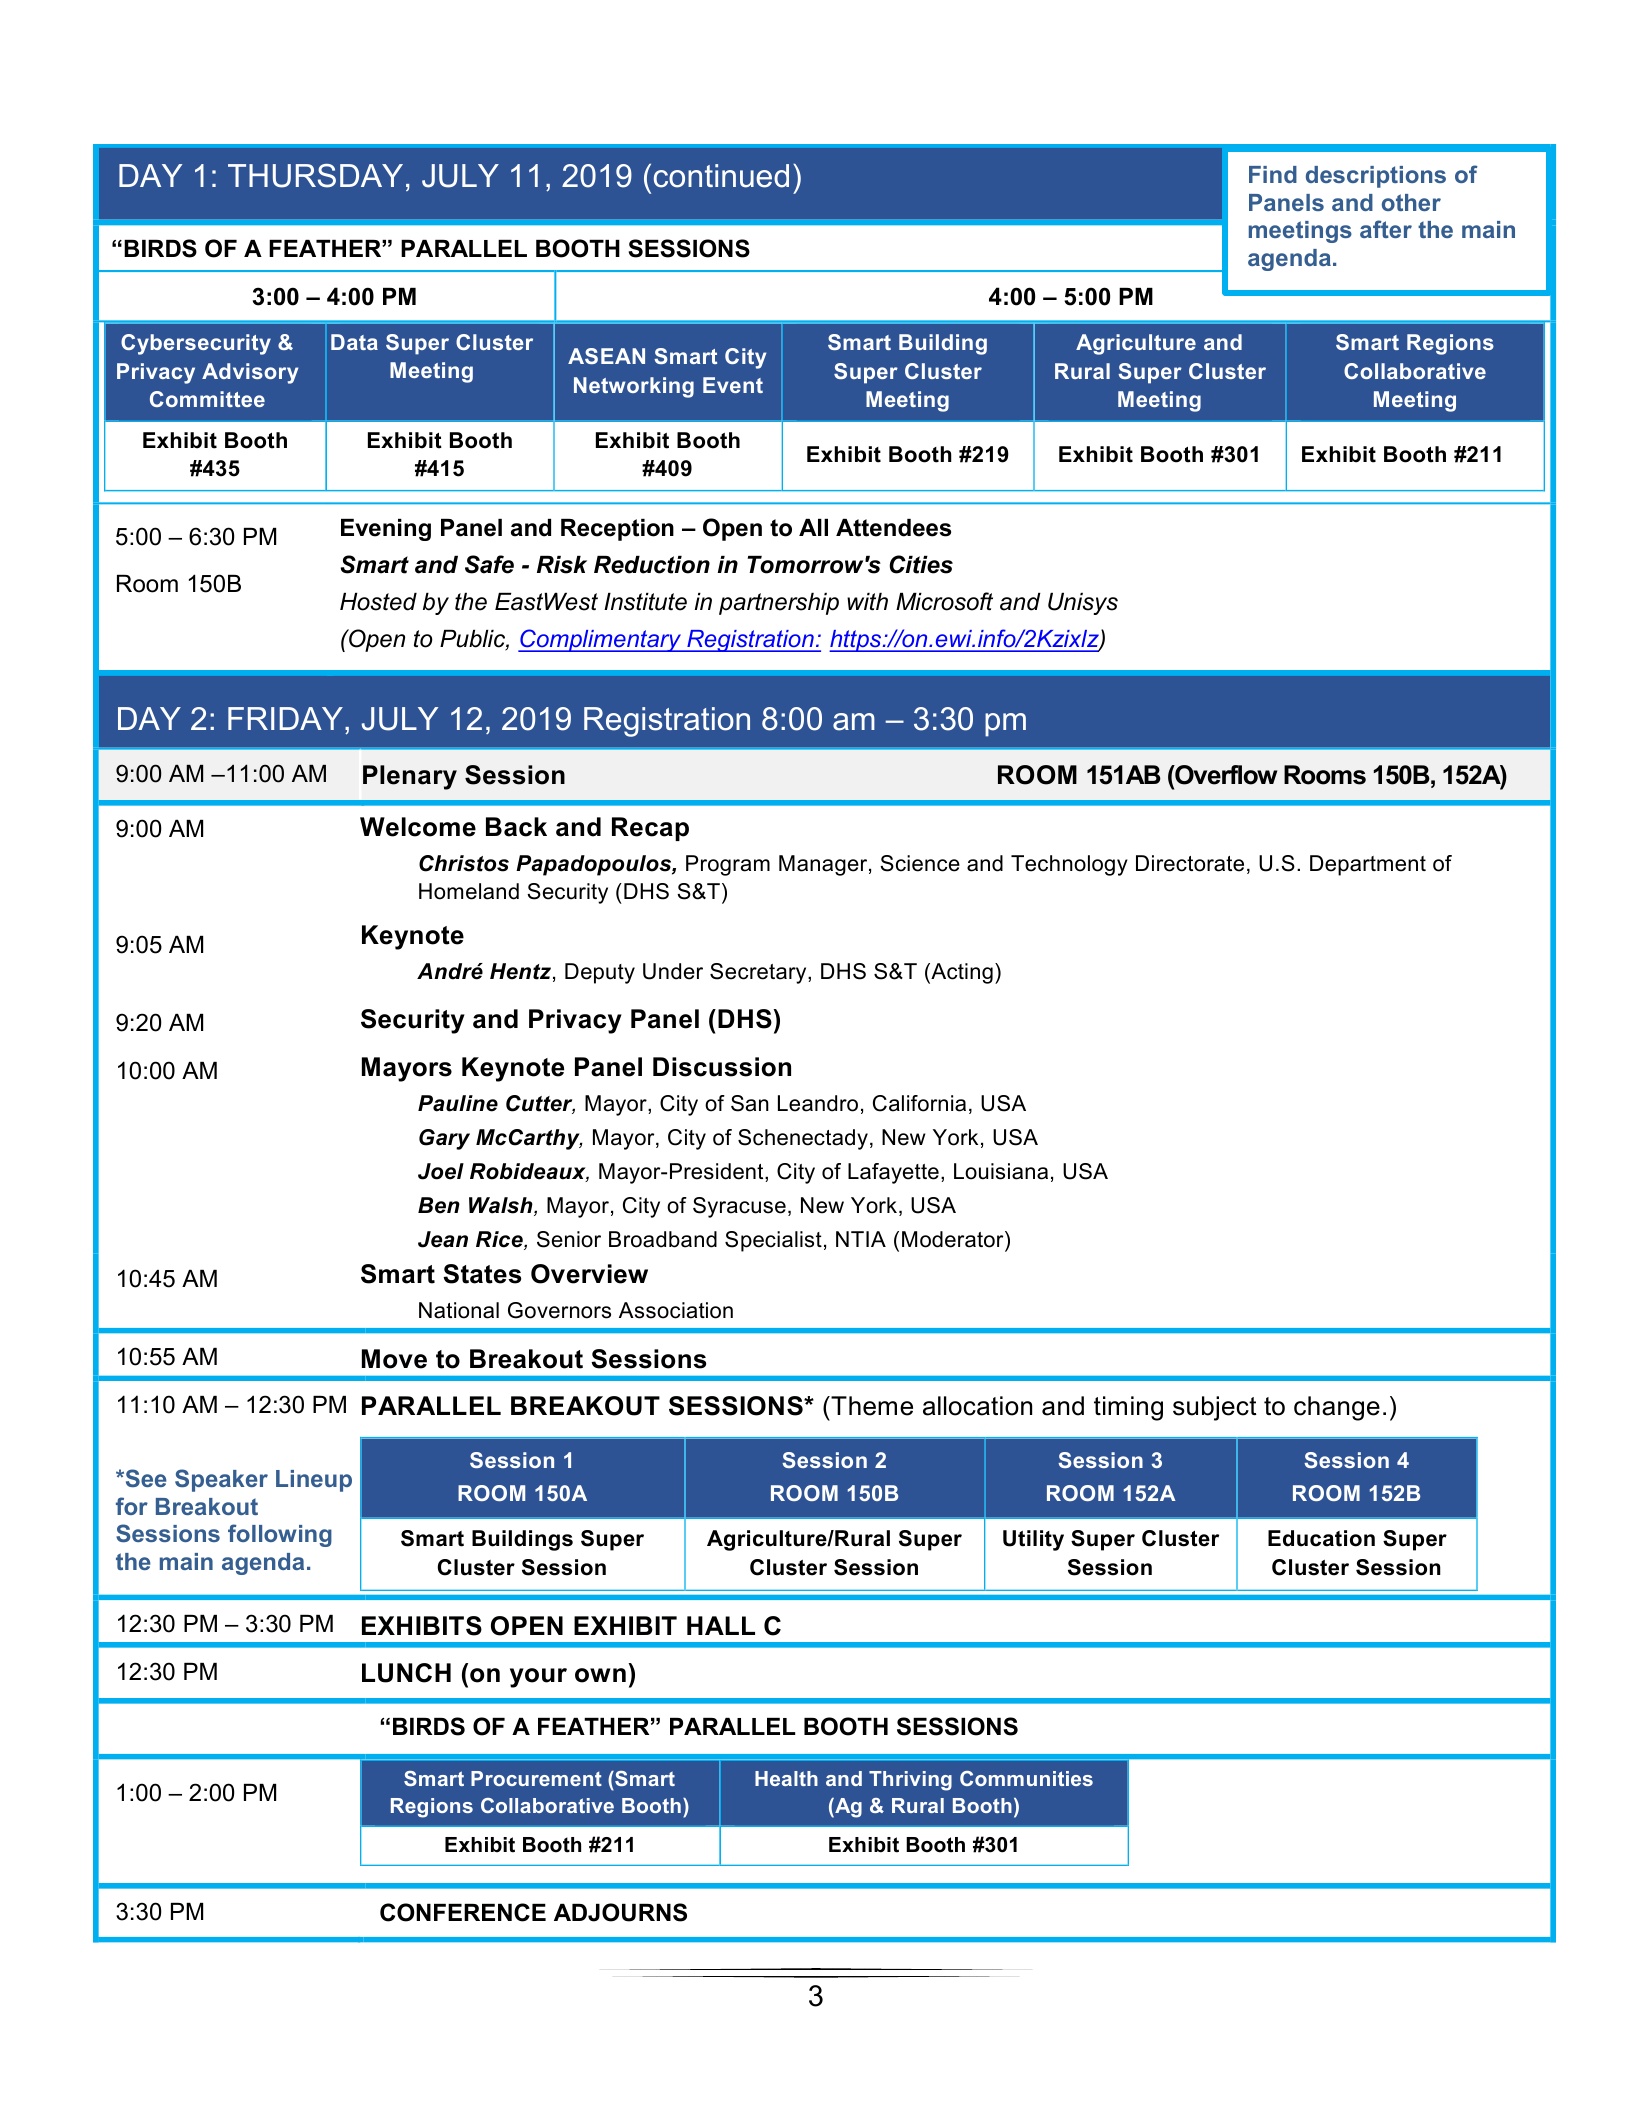 DAY 1: THURSDAY, JULY 11, 2019 (continued)
Find descriptions of
Panels and other
meetings after the main
agenda.
“BIRDS OF A FEATHER” PARALLEL BOOTH SESSIONS
3:00 – 4:00 PM
4:00 – 5:00 PM
Cybersecurity &
Privacy Advisory
Committee
Data Super Cluster
Meeting
ASEAN Smart City
Networking Event
Smart Building
Super Cluster
Meeting
Agriculture and
Rural Super Cluster
Meeting
Smart Regions
Collaborative
Meeting
Exhibit Booth
#435
Exhibit Booth
#415
Exhibit Booth
#409
Exhibit Booth #219
Exhibit Booth #301
Exhibit Booth #211
5:00 – 6:30 PM
Room 150B
Evening Panel and Reception – Open to All Attendees
Smart and Safe - Risk Reduction in Tomorrow's Cities
Hosted by the EastWest Institute in partnership with Microsoft and Unisys
(Open to Public, Complimentary Registration: https://on.ewi.info/2Kzixlz)
DAY 2: FRIDAY, JULY 12, 2019 Registration 8:00 am – 3:30 pm
9:00 AM –11:00 AM
Plenary Session
ROOM 151AB (Overflow Rooms 150B, 152A)
9:00 AM
Welcome Back and Recap
Christos Papadopoulos, Program Manager, Science and Technology Directorate, U.S. Department of
Homeland Security (DHS S&T)
9:05 AM
Keynote
André Hentz, Deputy Under Secretary, DHS S&T (Acting)
9:20 AM
Security and Privacy Panel (DHS)
10:00 AM
Mayors Keynote Panel Discussion
Pauline Cutter, Mayor, City of San Leandro, California, USA
Gary McCarthy, Mayor, City of Schenectady, New York, USA
Joel Robideaux, Mayor-President, City of Lafayette, Louisiana, USA
Ben Walsh, Mayor, City of Syracuse, New York, USA
Jean Rice, Senior Broadband Specialist, NTIA (Moderator)
10:45 AM
Smart States Overview
National Governors Association
10:55 AM
Move to Breakout Sessions
11:10 AM – 12:30 PM
PARALLEL BREAKOUT SESSIONS* (Theme allocation and timing subject to change.)
*See Speaker Lineup
for Breakout
Sessions following
the main agenda.
Session 1
ROOM 150A
Session 2
ROOM 150B
Session 3
ROOM 152A
Session 4
ROOM 152B
Smart Buildings Super
Cluster Session
Agriculture/Rural Super
Cluster Session
Utility Super Cluster
Session
Education Super
Cluster Session
12:30 PM – 3:30 PM
EXHIBITS OPEN EXHIBIT HALL C
12:30 PM
LUNCH (on your own)
“BIRDS OF A FEATHER” PARALLEL BOOTH SESSIONS
1:00 – 2:00 PM
Smart Procurement (Smart
Regions Collaborative Booth)
Health and Thriving Communities
(Ag & Rural Booth)
Exhibit Booth #211
Exhibit Booth #301
3:30 PM
CONFERENCE ADJOURNS
3